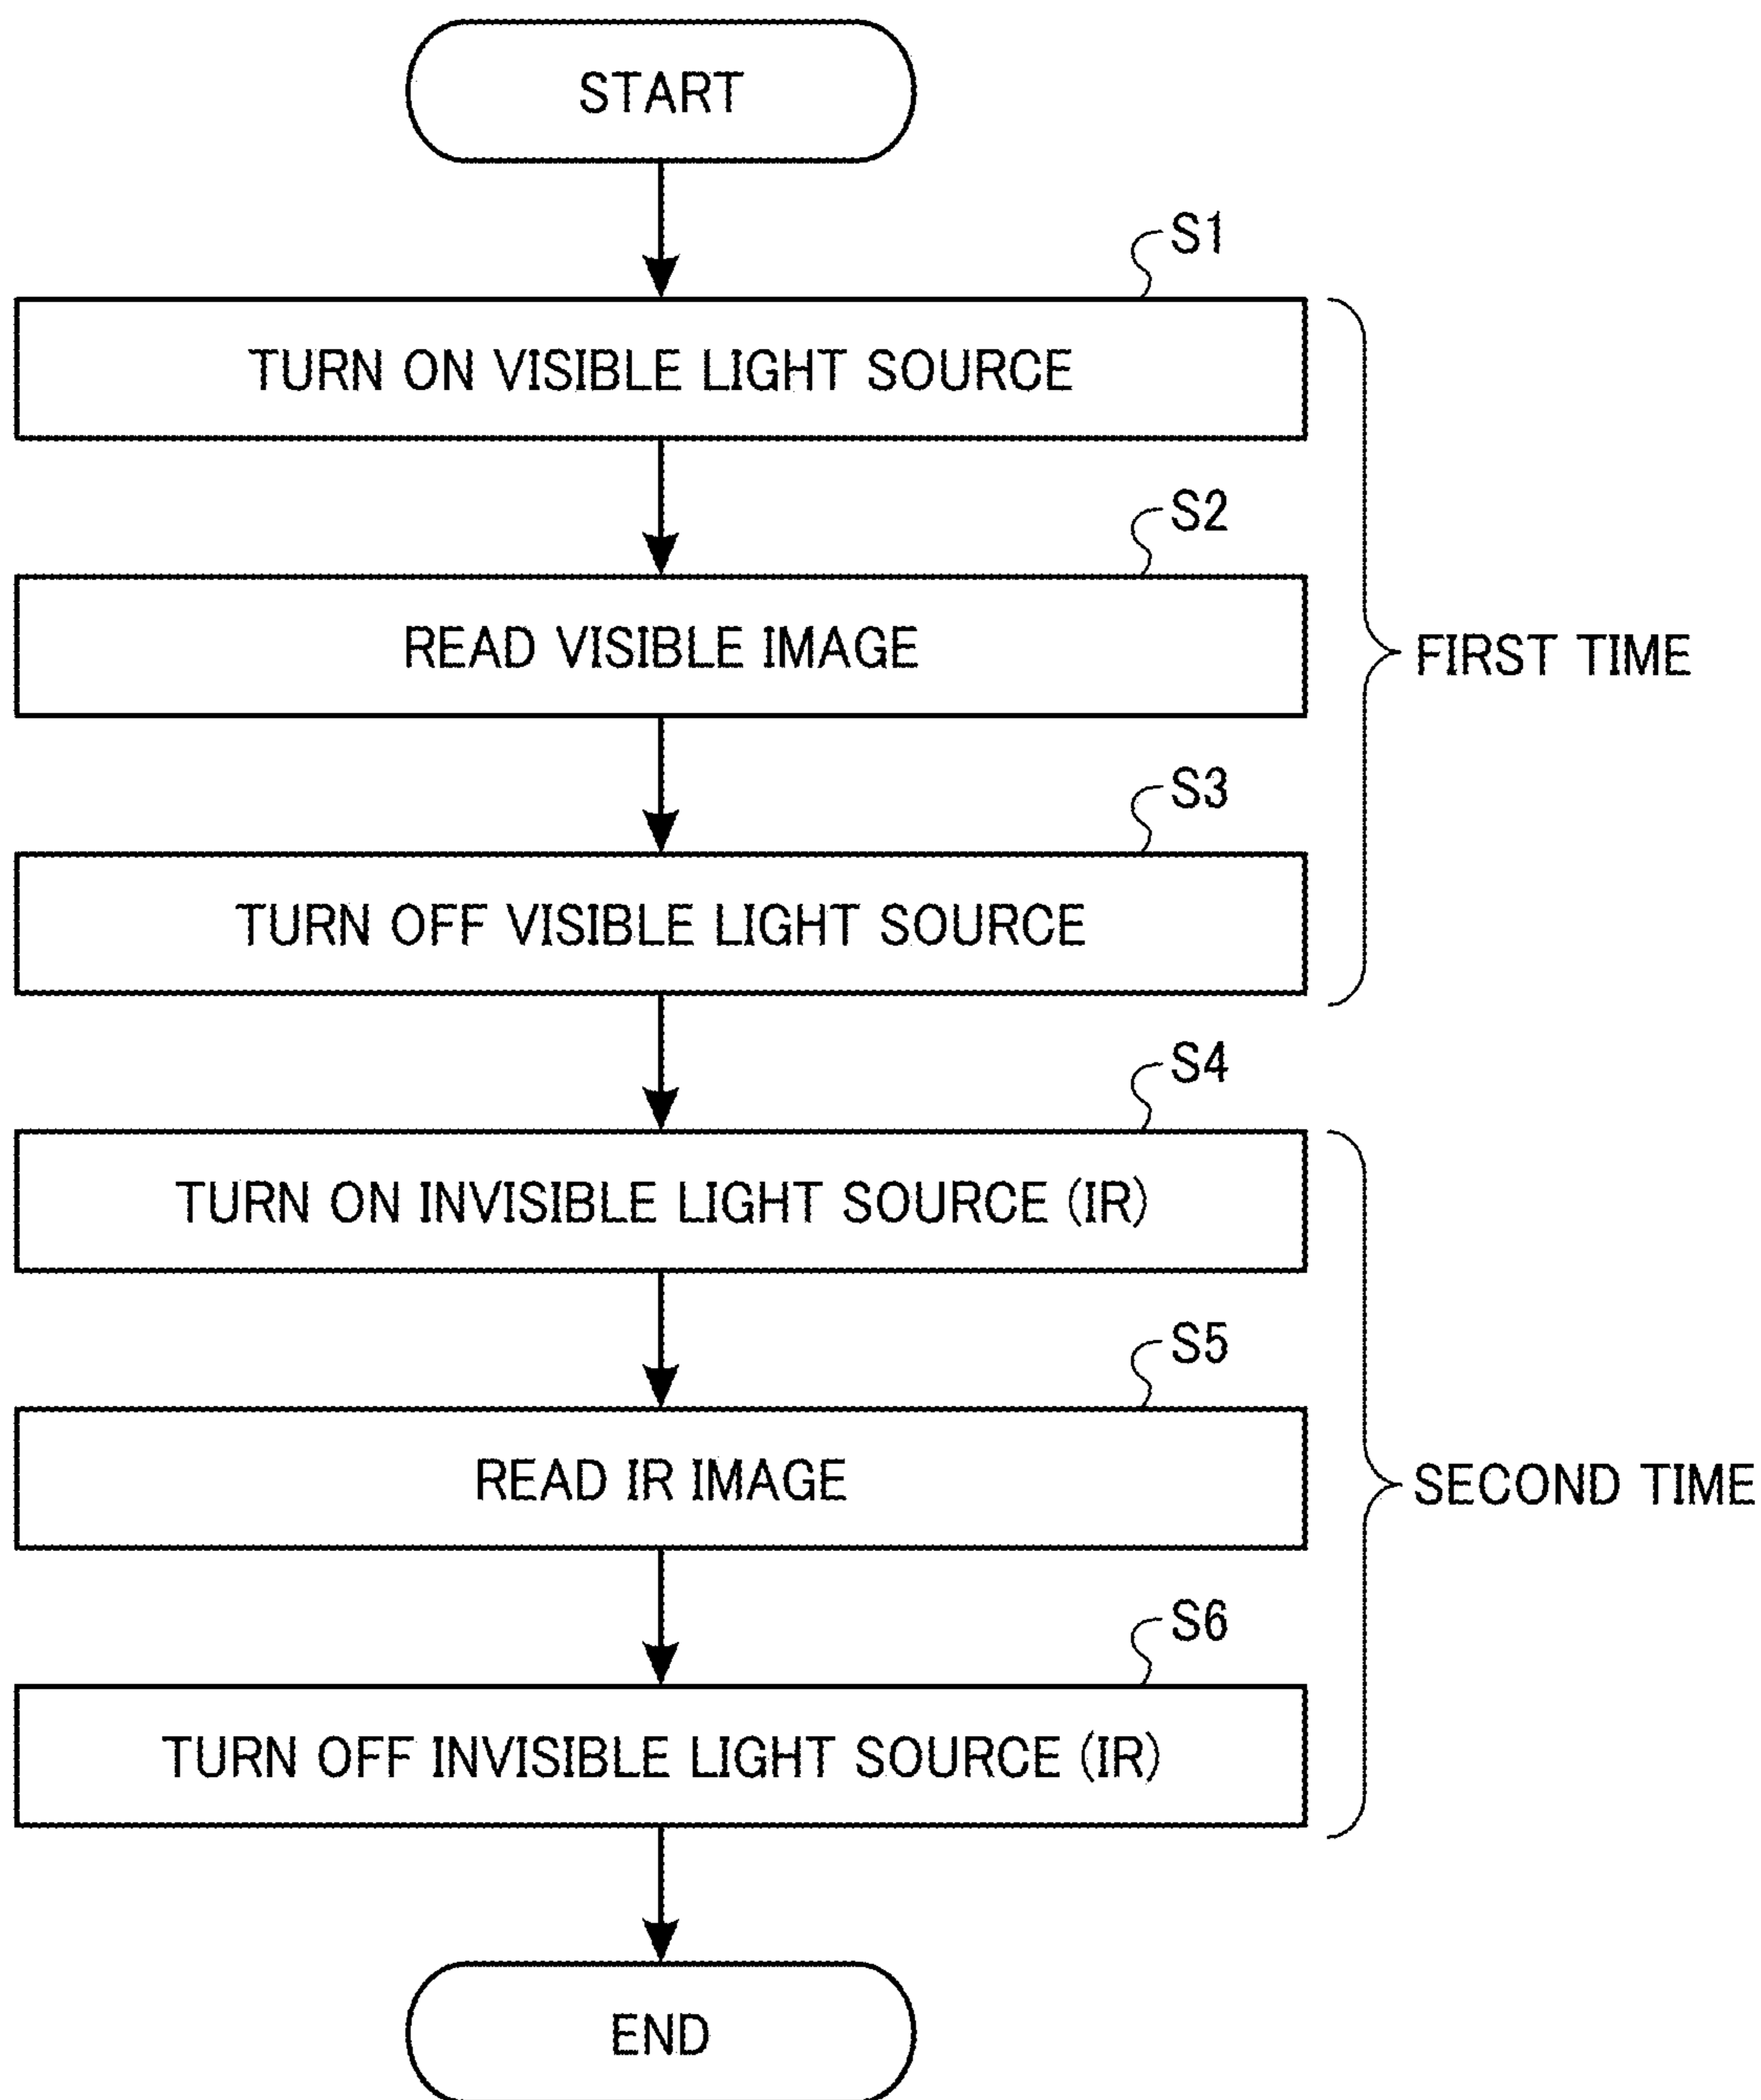 START
S1
TURN ON VISIBLE LIGHT SOURCE
S2
READ VISIBLE IMAGE
FIRST TIME
S3
TURN OFF VISIBLE LIGHT SOURCE
S4
TURN ON INVISIBLE LIGHT SOURCE (IR)
S5
READ IR IMAGE
SECOND TIME
S6
TURN OFF INVISIBLE LIGHT SOURCE (IR)
END